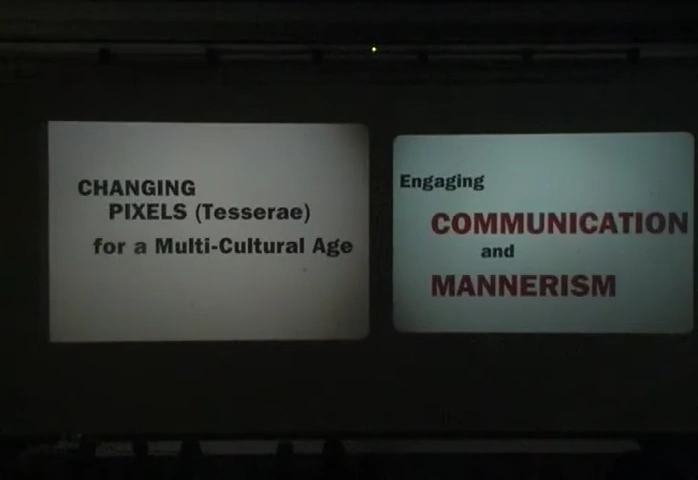 CHANGING
PIXELS (Tesserae)
for a Multi-Cultural Age
Engaging
COMMUNICATION
and
MANNERISM